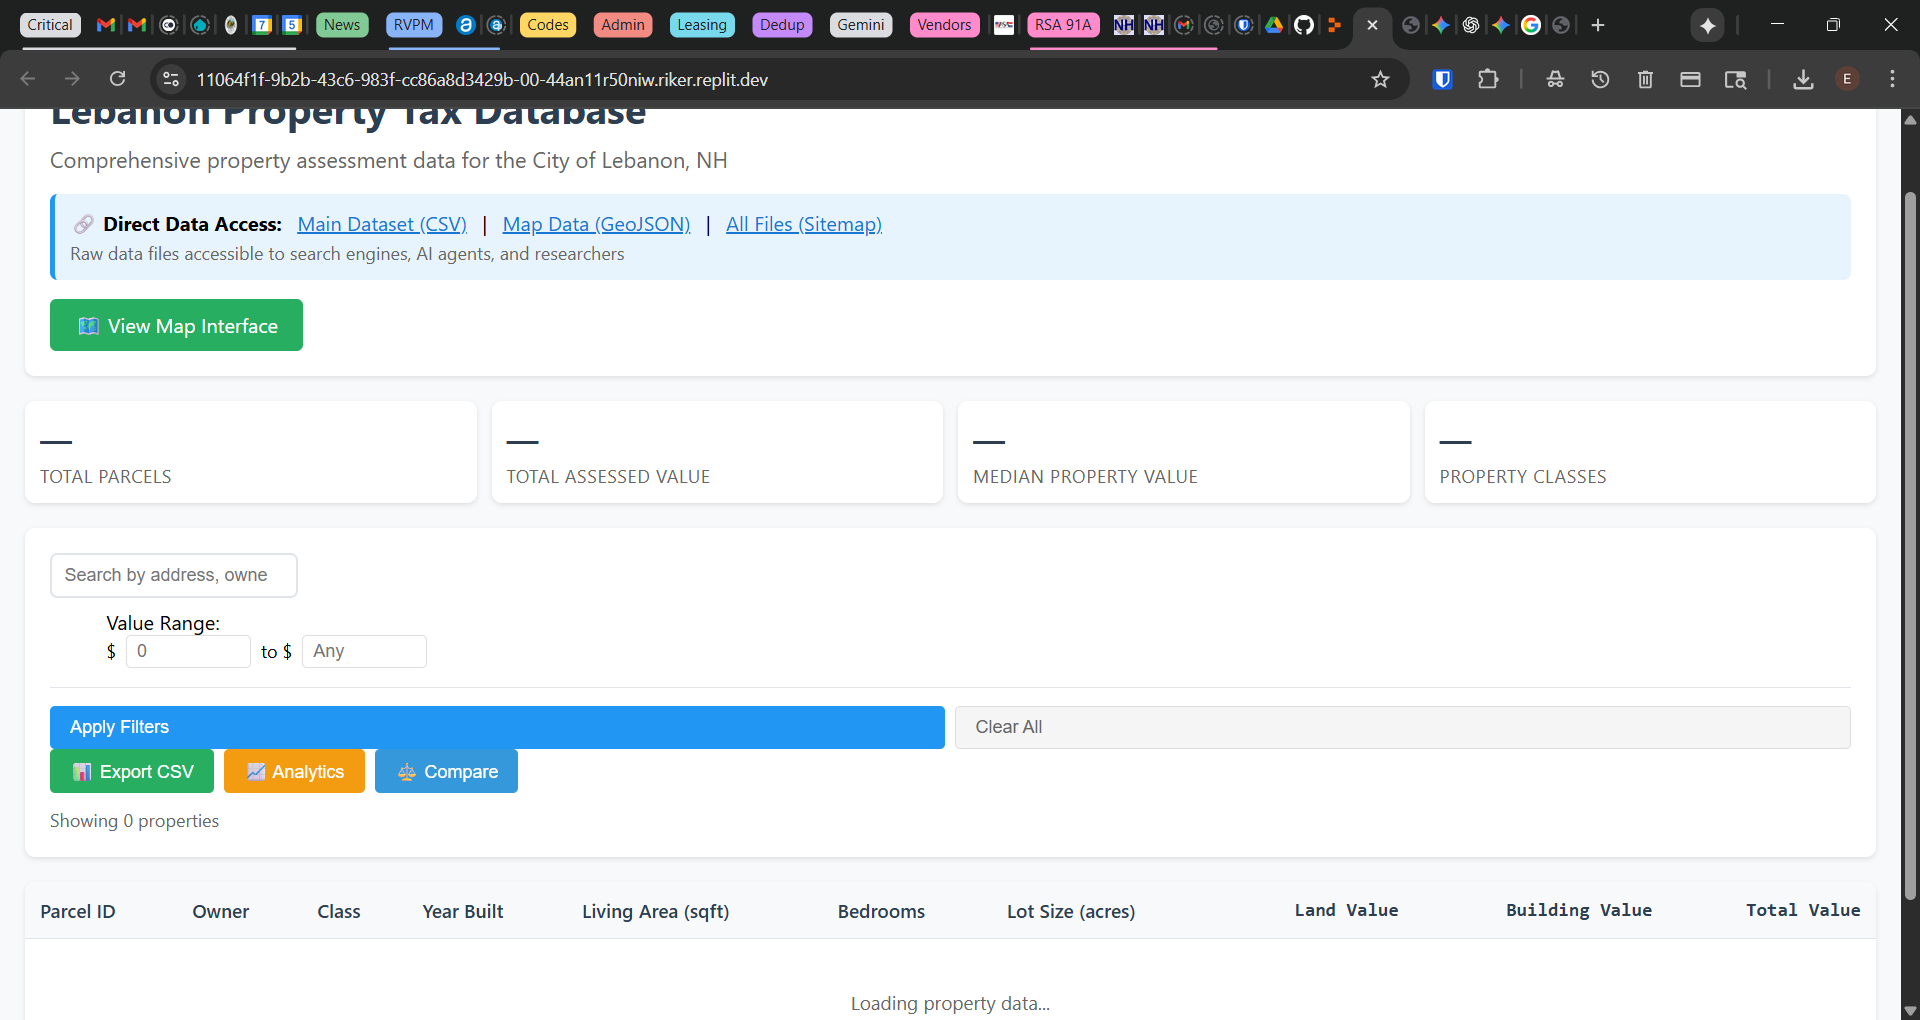 Critical
7
5
News
RVPM
Codes
Admin
Leasing
Dedup
Gemini
Vendors
RSA 91A
NH
NH
11064f1f-9b2b-43c6-983f-cc86a8d3429b-00-44an11r50niw.riker.replit.dev
E
Lebanon Property Tax Database
Comprehensive property assessment data for the City of Lebanon, NH
Direct Data Access: Main Dataset (CSV) | Map Data (GeoJSON) | All Files (Sitemap)
Raw data files accessible to search engines, AI agents, and researchers
View Map Interface
—
TOTAL PARCELS
—
TOTAL ASSESSED VALUE
—
MEDIAN PROPERTY VALUE
—
PROPERTY CLASSES
Search by address, owne
Value Range:
$ 0 to $ Any
Apply Filters
Clear All
Export CSV
Analytics
Compare
Showing 0 properties
Parcel ID Owner Class Year Built Living Area (sqft) Bedrooms Lot Size (acres) Land Value Building Value Total Value
Loading property data...